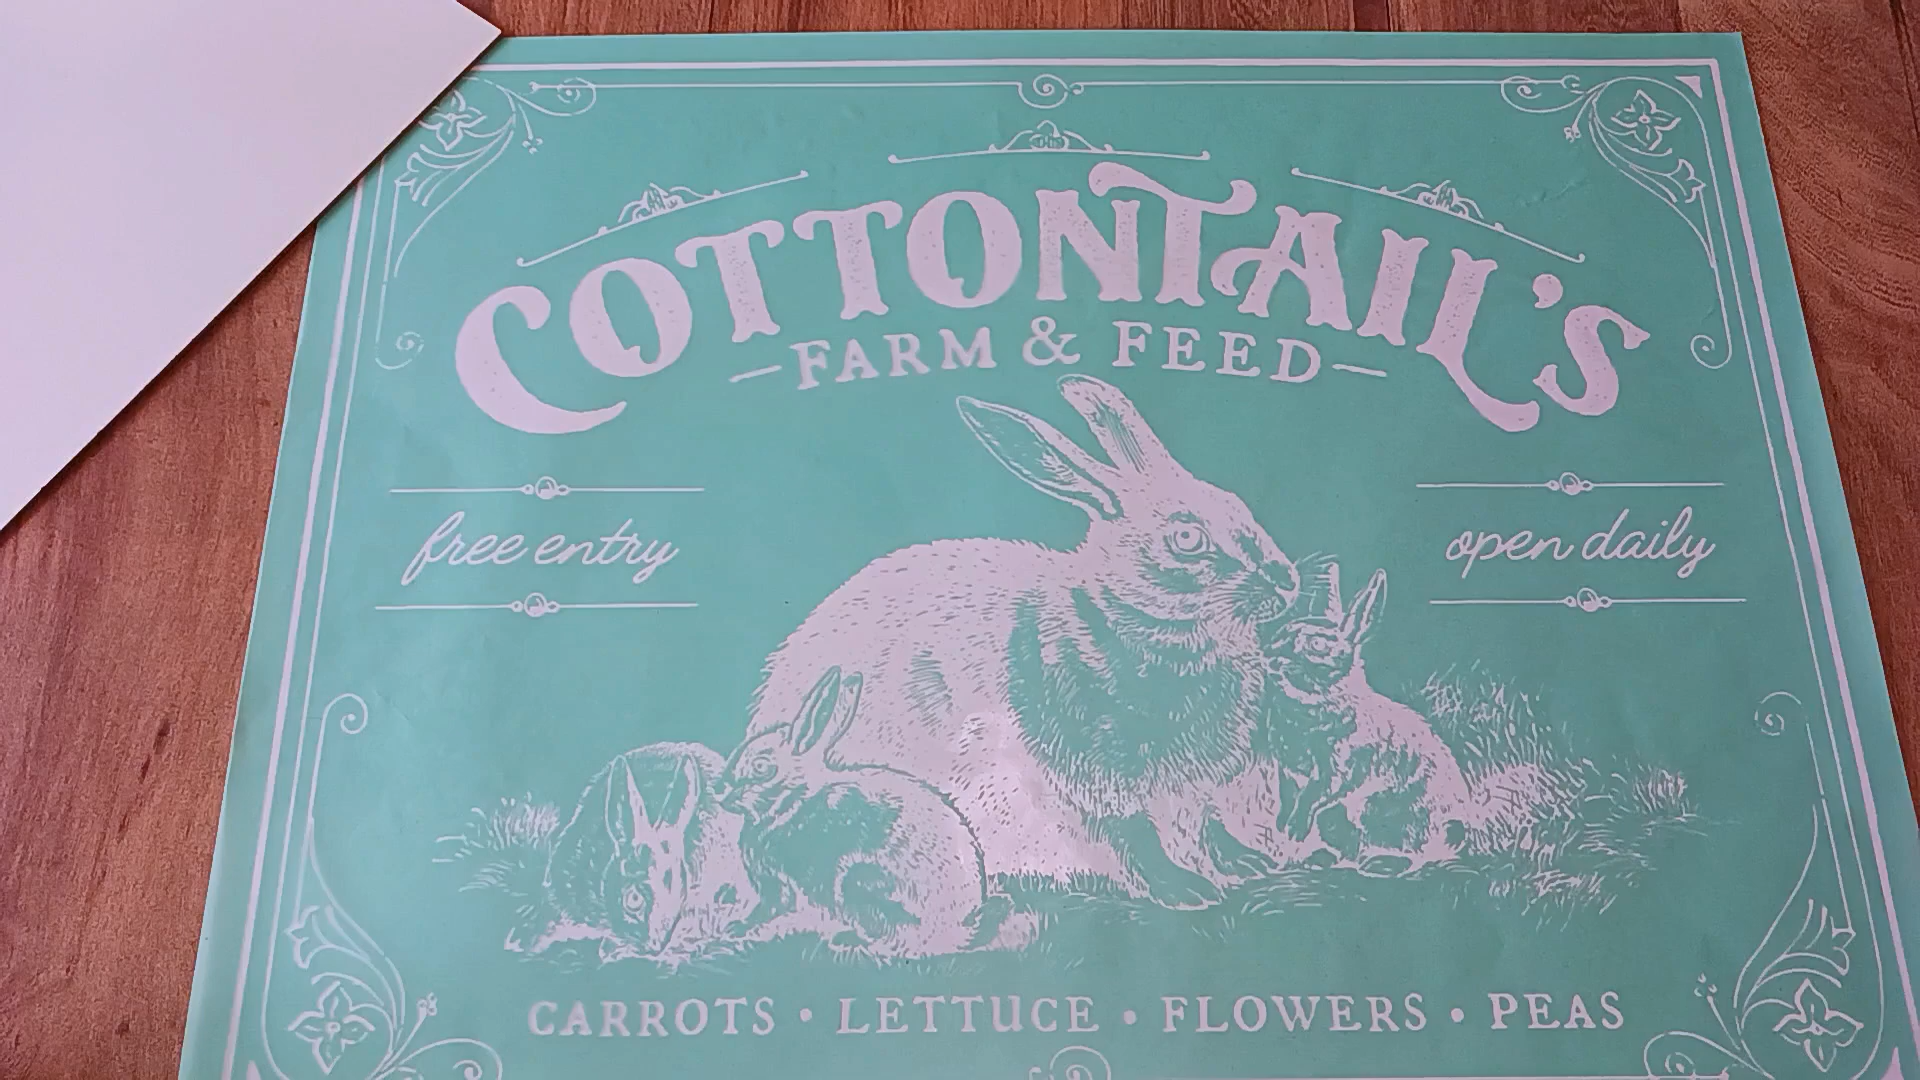 COTTONTAIL'S
FARM & FEED
free entry
open daily
CARROTS • LETTUCE • FLOWERS • PEAS